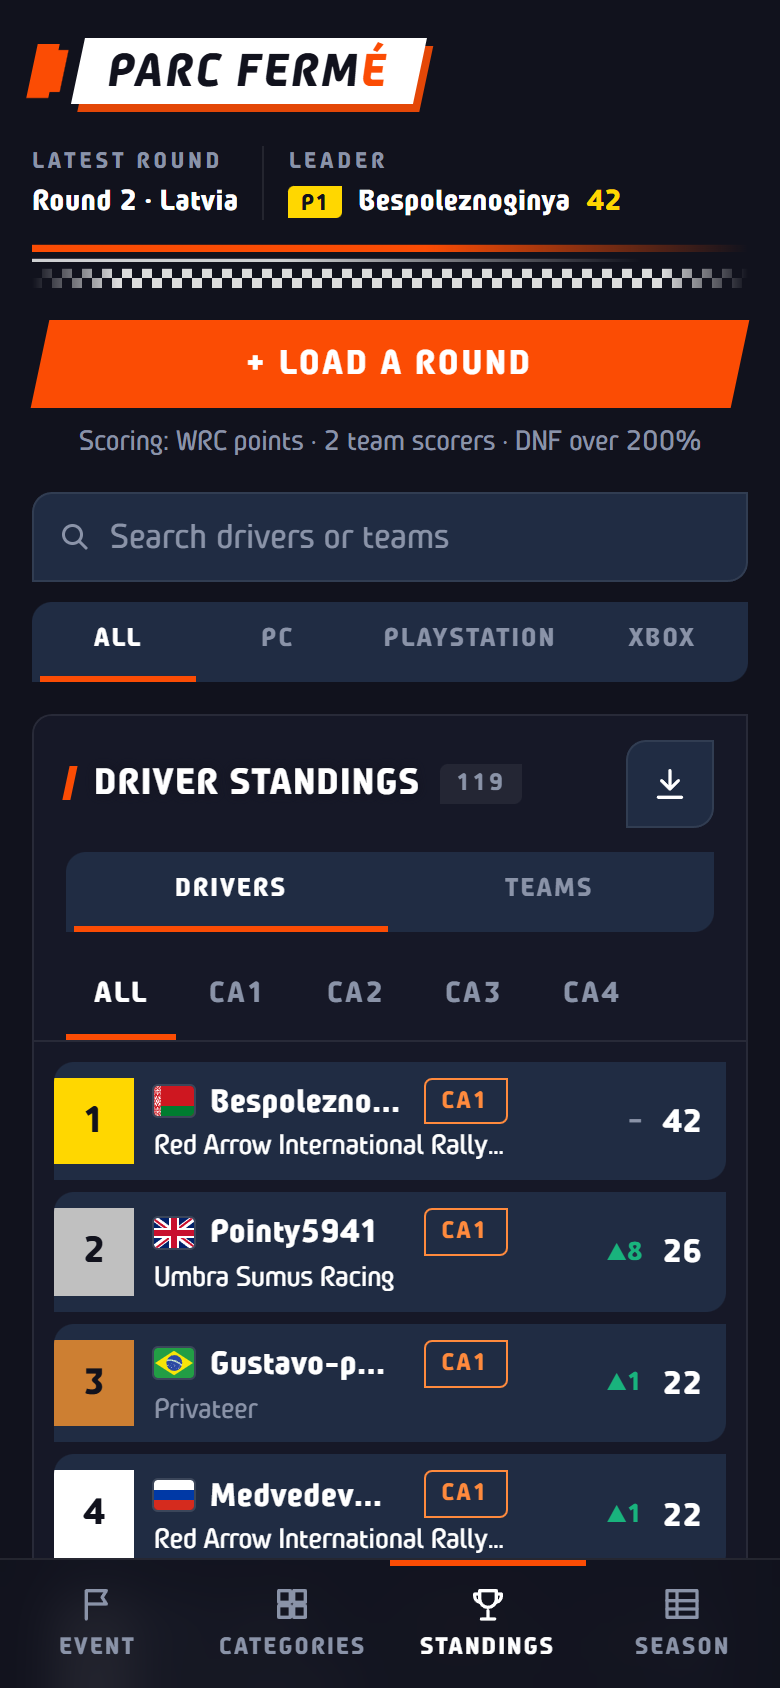 PARC FERMÉ
LATEST ROUND
Round 2 · Latvia
LEADER
P1 Bespoleznoginya 42
+ LOAD A ROUND
Scoring: WRC points · 2 team scorers · DNF over 200%
Search drivers or teams
ALL PC PLAYSTATION XBOX
DRIVER STANDINGS 119
DRIVERS TEAMS
ALL CA1 CA2 CA3 CA4
1 Bespolezno... CA1 – 42
Red Arrow International Rally...
2 Pointy5941 CA1 ▲8 26
Umbra Sumus Racing
3 Gustavo-p... CA1 ▲1 22
Privateer
4 Medvedev... CA1 ▲1 22
Red Arrow International Rally...
EVENT CATEGORIES STANDINGS SEASON